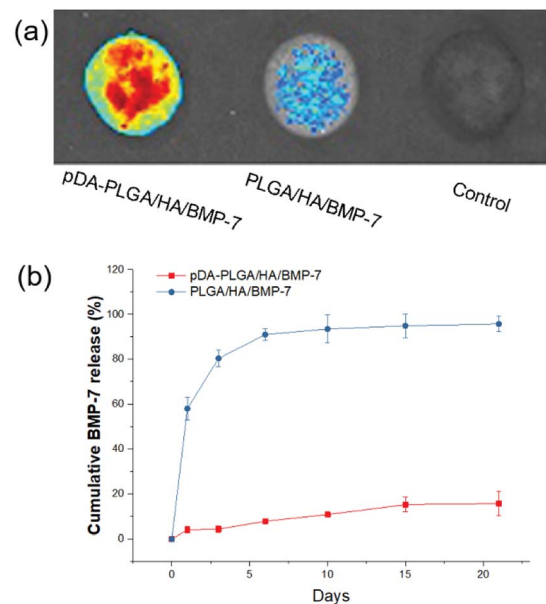 (a)
pDA-PLGA/HA/BMP-7
PLGA/HA/BMP-7
Control
(b)
pDA-PLGA/HA/BMP-7
PLGA/HA/BMP-7
Cumulative BMP-7 release (%)
120
100
80
60
40
20
0
0 5 10 15 20
Days